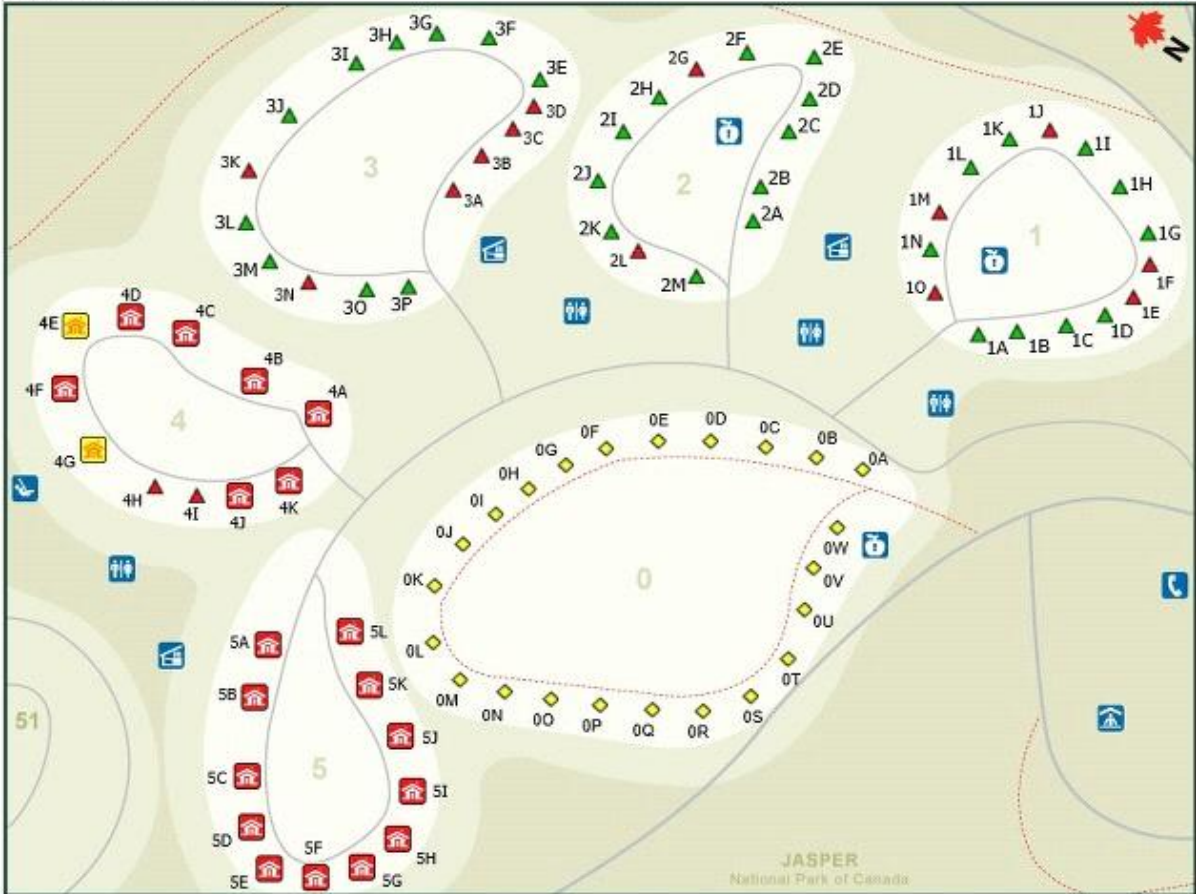 3G
3F
3H
3I
3E
3J
3D
3C
3K
3B
3
3A
3L
3M
3N
3O
3P
2F
2E
2G
2H
2D
2I
2C
2J
2
2B
2K
2A
2L
2M
N
1J
1K
1I
1L
1H
1M
1
1G
1N
1F
1O
1E
1A
1B
1C
1D
4D
4C
4E
4B
4F
4A
4
4G
4H
4I
4J
4K
0E
0D
0C
0B
0A
0F
0G
0H
0I
0J
0K
0
0W
0V
0U
0L
0T
0M
0N
0O
0P
0Q
0R
0S
5A
5L
5B
5K
51
5J
5
5C
5I
5D
5H
5E
5F
5G
JASPER
National Park of Canada